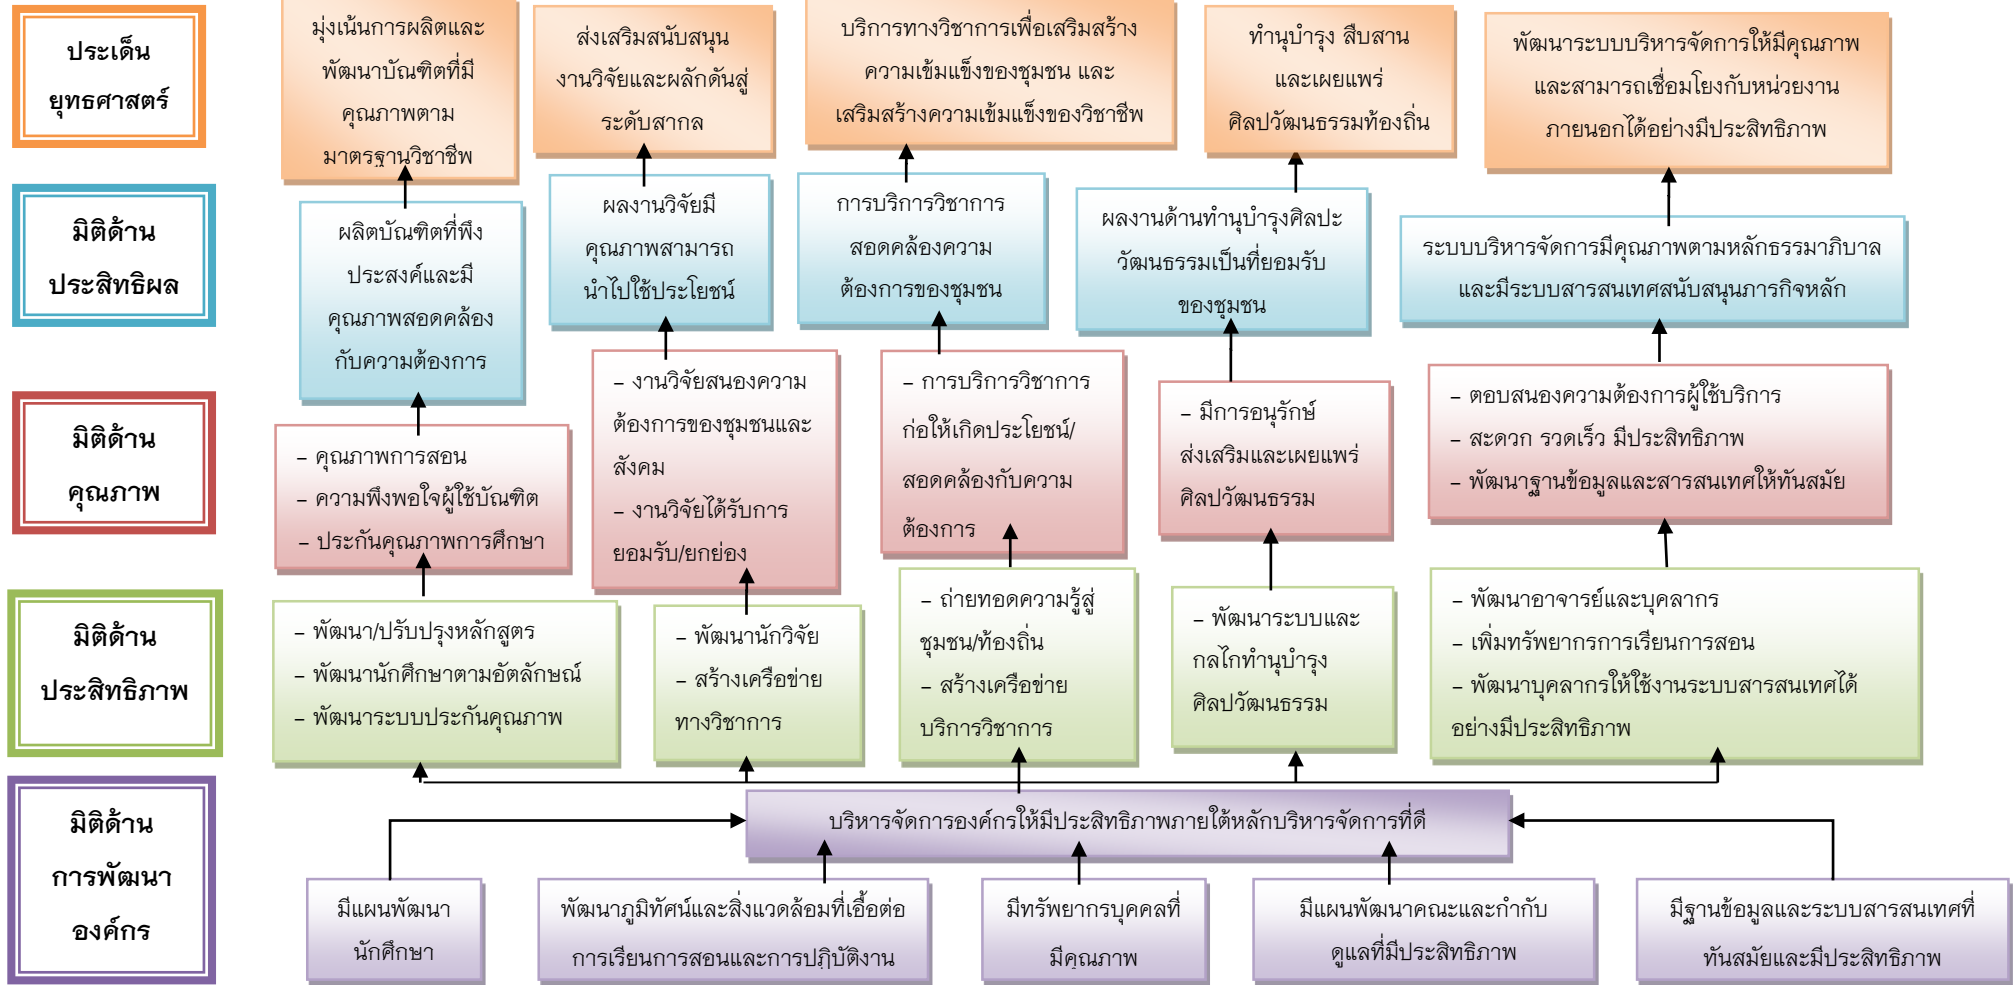 ประเด็น
ยุทธศาสตร์
มุ่งเน้นการผลิตและ
พัฒนาบัณฑิตที่มี
คุณภาพตาม
มาตรฐานวิชาชีพ
ส่งเสริมสนับสนุน
งานวิจัยและผลักดันสู่
ระดับสากล
บริการทางวิชาการเพื่อเสริมสร้าง
ความเข้มแข็งของชุมชน และ
เสริมสร้างความเข้มแข็งของวิชาชีพ
ทำนุบำรุง สืบสาน
และเผยแพร่
ศิลปวัฒนธรรมท้องถิ่น
พัฒนาระบบบริหารจัดการให้มีคุณภาพ
และสามารถเชื่อมโยงกับหน่วยงาน
ภายนอกได้อย่างมีประสิทธิภาพ
มิติด้าน
ประสิทธิผล
ผลิตบัณฑิตที่พึง
ประสงค์และมี
คุณภาพสอดคล้อง
กับความต้องการ
ผลงานวิจัยมี
คุณภาพสามารถ
นำไปใช้ประโยชน์
การบริการวิชาการ
สอดคล้องความ
ต้องการของชุมชน
ผลงานด้านทำนุบำรุงศิลปะ
วัฒนธรรมเป็นที่ยอมรับ
ของชุมชน
ระบบบริหารจัดการมีคุณภาพตามหลักธรรมาภิบาล
และมีระบบสารสนเทศสนับสนุนภารกิจหลัก
มิติด้าน
คุณภาพ
– คุณภาพการสอน
– ความพึงพอใจผู้ใช้บัณฑิต
– ประกันคุณภาพการศึกษา
– งานวิจัยสนองความ
ต้องการของชุมชนและ
สังคม
– งานวิจัยได้รับการ
ยอมรับ/ยกย่อง
– การบริการวิชาการ
ก่อให้เกิดประโยชน์/
สอดคล้องกับความ
ต้องการ
– มีการอนุรักษ์
ส่งเสริมและเผยแพร่
ศิลปวัฒนธรรม
– ตอบสนองความต้องการผู้ใช้บริการ
– สะดวก รวดเร็ว มีประสิทธิภาพ
– พัฒนาฐานข้อมูลและสารสนเทศให้ทันสมัย
มิติด้าน
ประสิทธิภาพ
– พัฒนา/ปรับปรุงหลักสูตร
– พัฒนานักศึกษาตามอัตลักษณ์
– พัฒนาระบบประกันคุณภาพ
– พัฒนานักวิจัย
– สร้างเครือข่าย
ทางวิชาการ
– ถ่ายทอดความรู้สู่
ชุมชน/ท้องถิ่น
– สร้างเครือข่าย
บริการวิชาการ
– พัฒนาระบบและ
กลไกทำนุบำรุง
ศิลปวัฒนธรรม
– พัฒนาอาจารย์และบุคลากร
– เพิ่มทรัพยากรการเรียนการสอน
– พัฒนาบุคลากรให้ใช้งานระบบสารสนเทศได้
อย่างมีประสิทธิภาพ
มิติด้าน
การพัฒนา
องค์กร
บริหารจัดการองค์กรให้มีประสิทธิภาพภายใต้หลักบริหารจัดการที่ดี
มีแผนพัฒนา
นักศึกษา
พัฒนาภูมิทัศน์และสิ่งแวดล้อมที่เอื้อต่อ
การเรียนการสอนและการปฏิบัติงาน
มีทรัพยากรบุคคลที่
มีคุณภาพ
มีแผนพัฒนาคณะและกำกับ
ดูแลที่มีประสิทธิภาพ
มีฐานข้อมูลและระบบสารสนเทศที่
ทันสมัยและมีประสิทธิภาพ